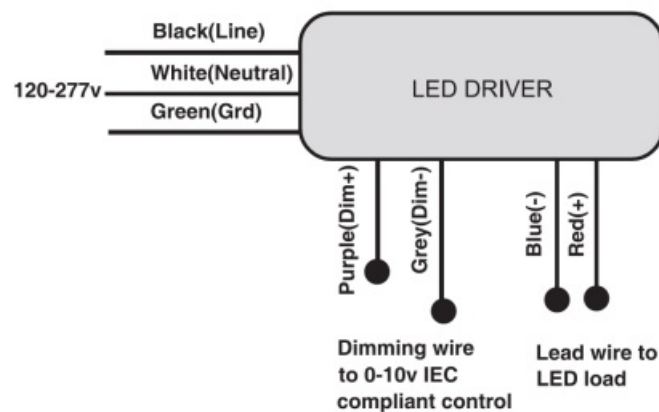 Black(Line)
White(Neutral)
120-277v
Green(Grd)
LED DRIVER
Purple(Dim+)
Grey(Dim-)
Blue(-)
Red(+)
Dimming wire
to 0-10v IEC
compliant control
Lead wire to
LED load